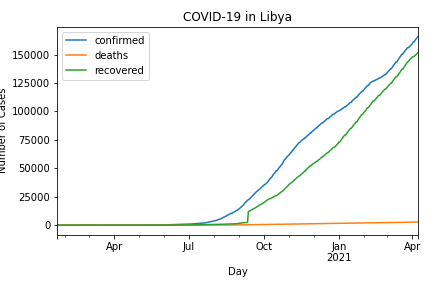 COVID-19 in Libya
confirmed
deaths
recovered
150000
125000
100000
75000
50000
25000
0
Number of Cases
Apr
Jul
Oct
Jan
2021
Apr
Day